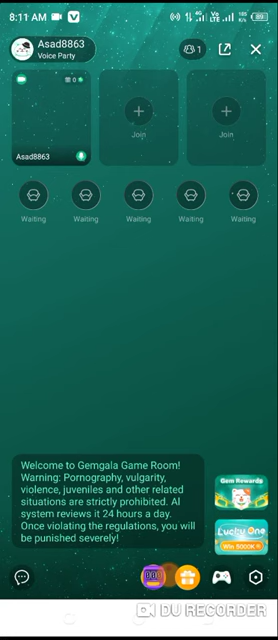 8:11 AM
Asad8863
Voice Party
1
0
Asad8863
Join
Join
Waiting
Waiting
Waiting
Waiting
Waiting
Welcome to Gemgala Game Room!
Warning: Pornography, vulgarity,
violence, juveniles and other related
situations are strictly prohibited. AI
system reviews it 24 hours a day.
Once violating the regulations, you will
be punished severely!
Gem Rewards
Lucky One
Win 5000K
DU RECORDER